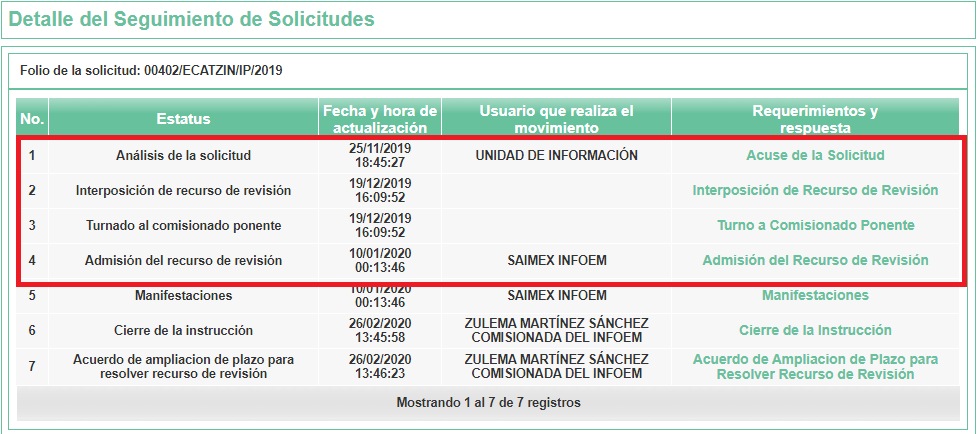 Detalle del Seguimiento de Solicitudes
Folio de la solicitud: 00402/ECATZIN/IP/2019
No. Estatus Fecha y hora de actualización Usuario que realiza el movimiento Requerimientos y respuesta
1 Análisis de la solicitud 25/11/2019 18:45:27 UNIDAD DE INFORMACIÓN Acuse de la Solicitud
2 Interposición de recurso de revisión 19/12/2019 16:09:52 Interposición de Recurso de Revisión
3 Turnado al comisionado ponente 19/12/2019 16:09:52 Turno a Comisionado Ponente
4 Admisión del recurso de revisión 10/01/2020 00:13:46 SAIMEX INFOEM Admisión del Recurso de Revisión
5 Manifestaciones 10/01/2020 00:13:46 SAIMEX INFOEM Manifestaciones
6 Cierre de la instrucción 26/02/2020 13:45:58 ZULEMA MARTÍNEZ SÁNCHEZ COMISIONADA DEL INFOEM Cierre de la Instrucción
7 Acuerdo de ampliacion de plazo para resolver recurso de revisión 26/02/2020 13:46:23 ZULEMA MARTÍNEZ SÁNCHEZ COMISIONADA DEL INFOEM Acuerdo de Ampliacion de Plazo para Resolver Recurso de Revisión
Mostrando 1 al 7 de 7 registros